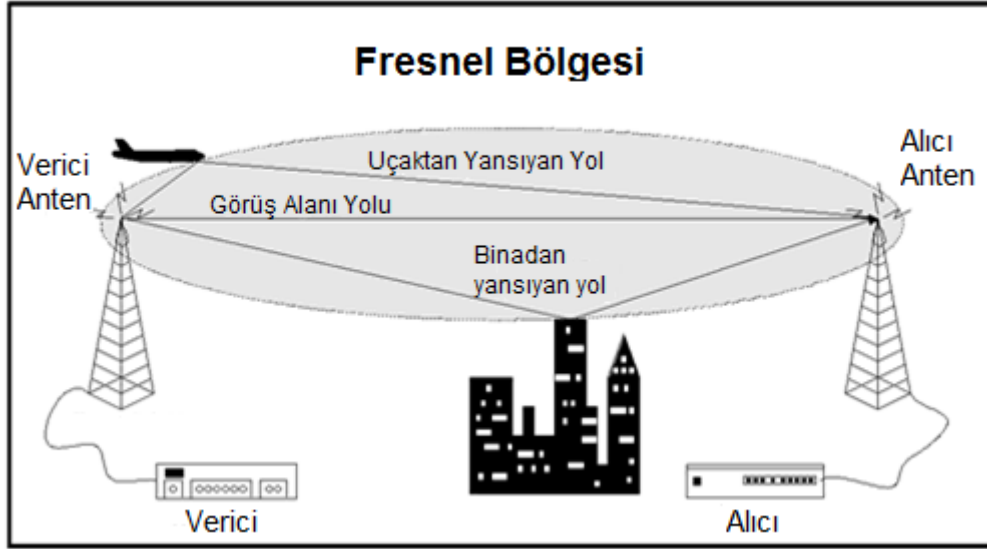 Fresnel Bölgesi
Verici
Anten
Uçaktan Yansıyan Yol
Alıcı
Anten
Görüş Alanı Yolu
Binadan
yansıyan yol
Verici
Alıcı